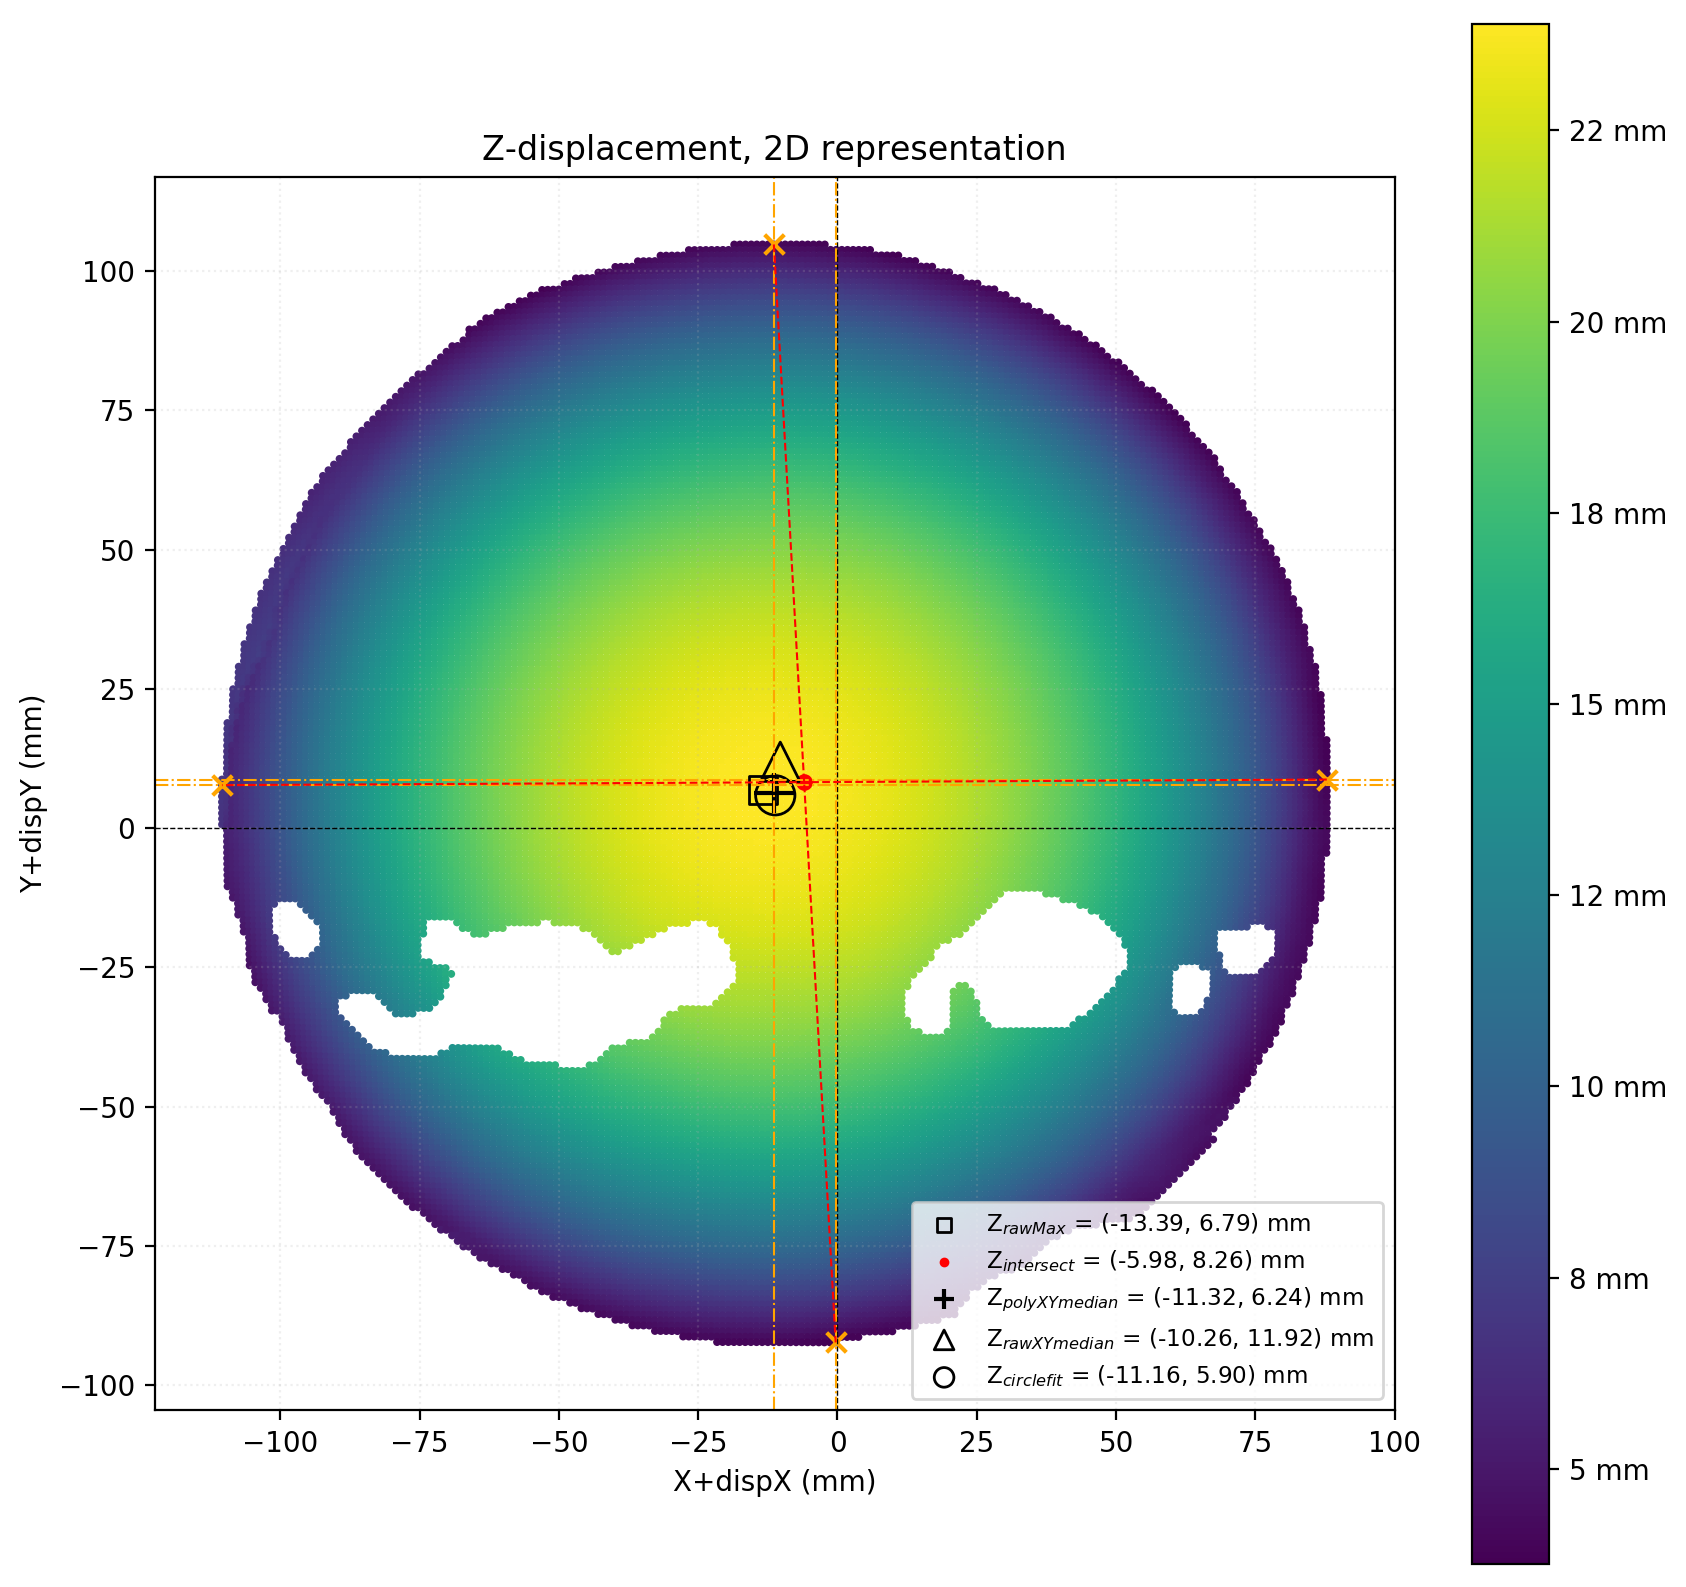 Z-displacement, 2D representation
22 mm
20 mm
18 mm
15 mm
12 mm
10 mm
8 mm
5 mm
Y+dispY (mm)
100
75
50
25
0
−25
−50
−75
−100
Z_rawMax = (-13.39, 6.79) mm
Z_intersect = (-5.98, 8.26) mm
Z_polyXYmedian = (-11.32, 6.24) mm
Z_rawXYmedian = (-10.26, 11.92) mm
Z_circlefit = (-11.16, 5.90) mm
−100 −75 −50 −25 0 25 50 75 100
X+dispX (mm)